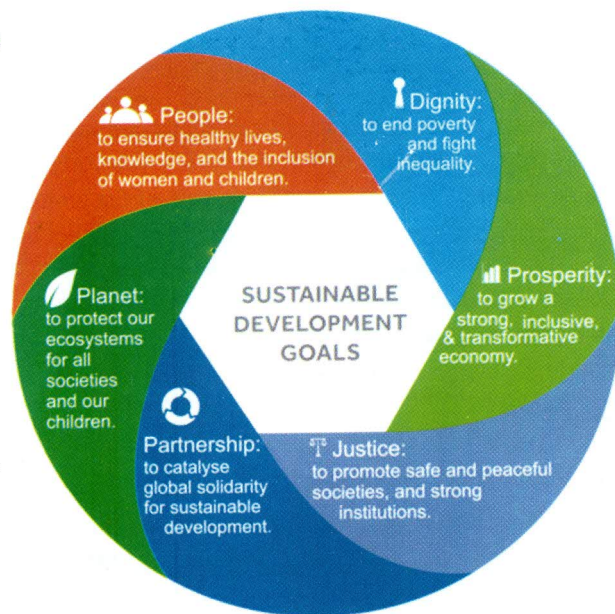 People:
to ensure healthy lives,
knowledge, and the inclusion
of women and children.
Dignity:
to end poverty
and fight
inequality.
Prosperity:
to grow a
strong, inclusive,
& transformative
economy.
Justice:
to promote safe and peaceful
societies, and strong
institutions.
Partnership:
to catalyse
global solidarity
for sustainable
development.
Planet:
to protect our
ecosystems
for all
societies
and our
children.
SUSTAINABLE
DEVELOPMENT
GOALS